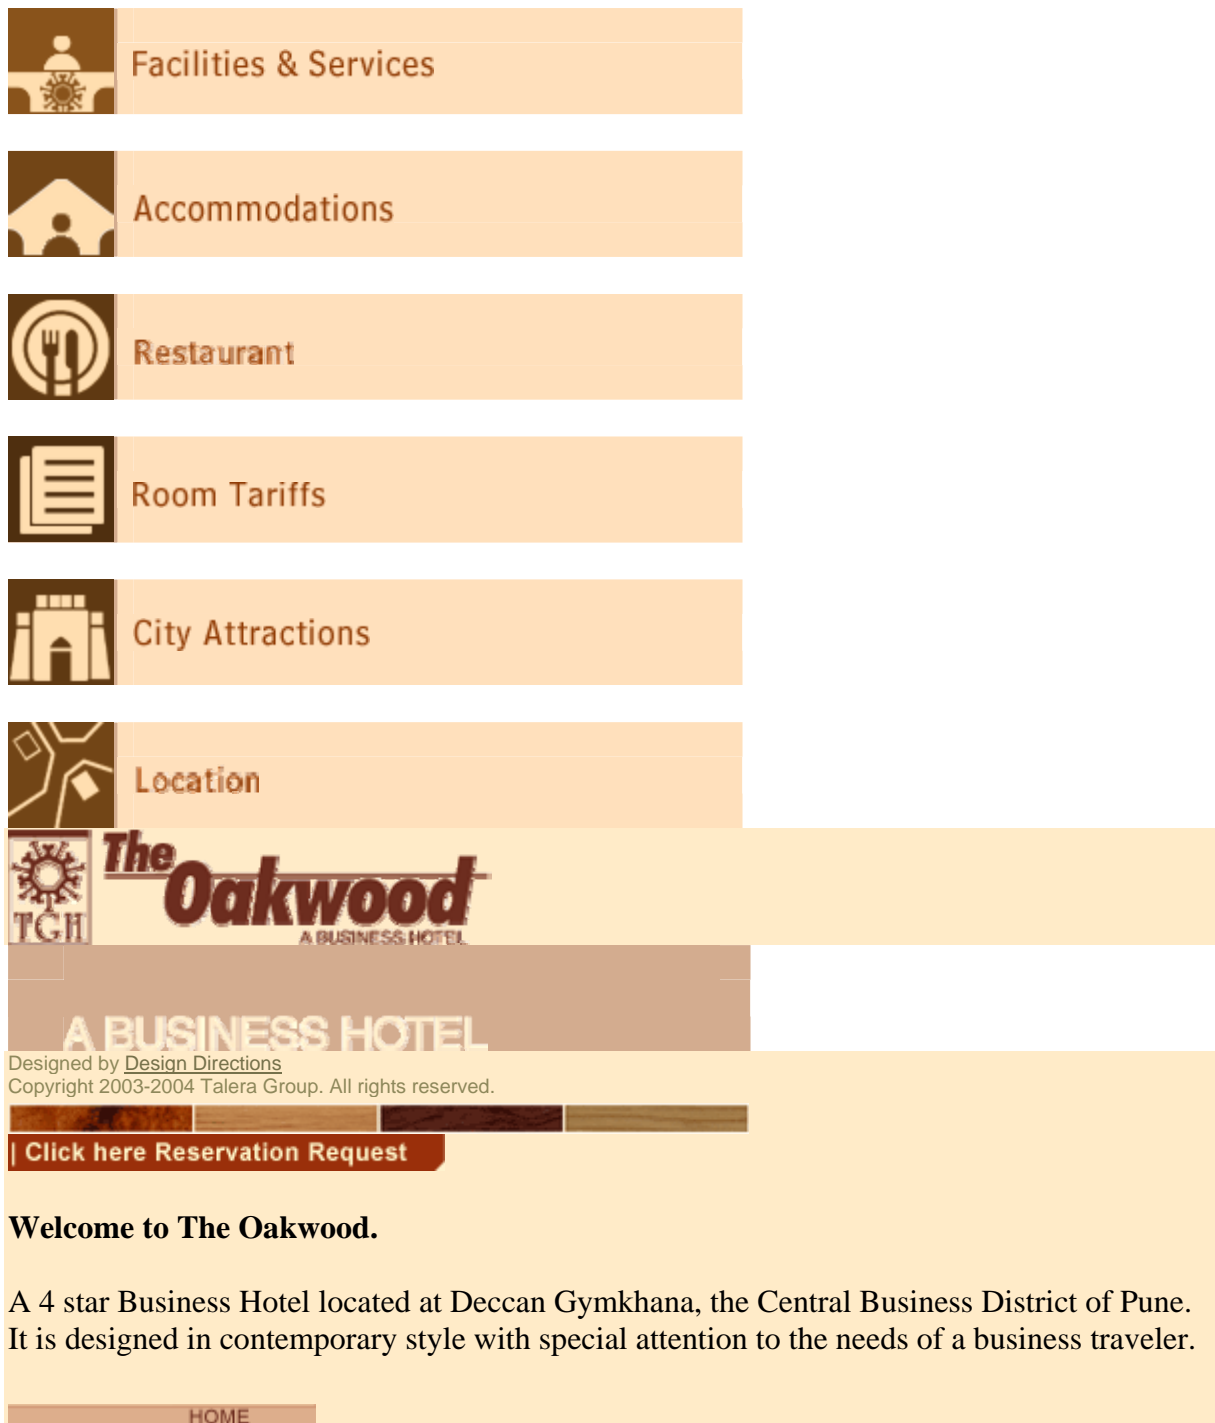 Facilities & Services
Accommodations
Restaurant
Room Tariffs
City Attractions
Location
The
Oakwood
TGH
A BUSINESS HOTEL
A BUSINESS HOTEL
Designed by Design Directions
Copyright 2003-2004 Talera Group. All rights reserved.
| Click here Reservation Request
Welcome to The Oakwood.
A 4 star Business Hotel located at Deccan Gymkhana, the Central Business District of Pune.
It is designed in contemporary style with special attention to the needs of a business traveler.
HOME